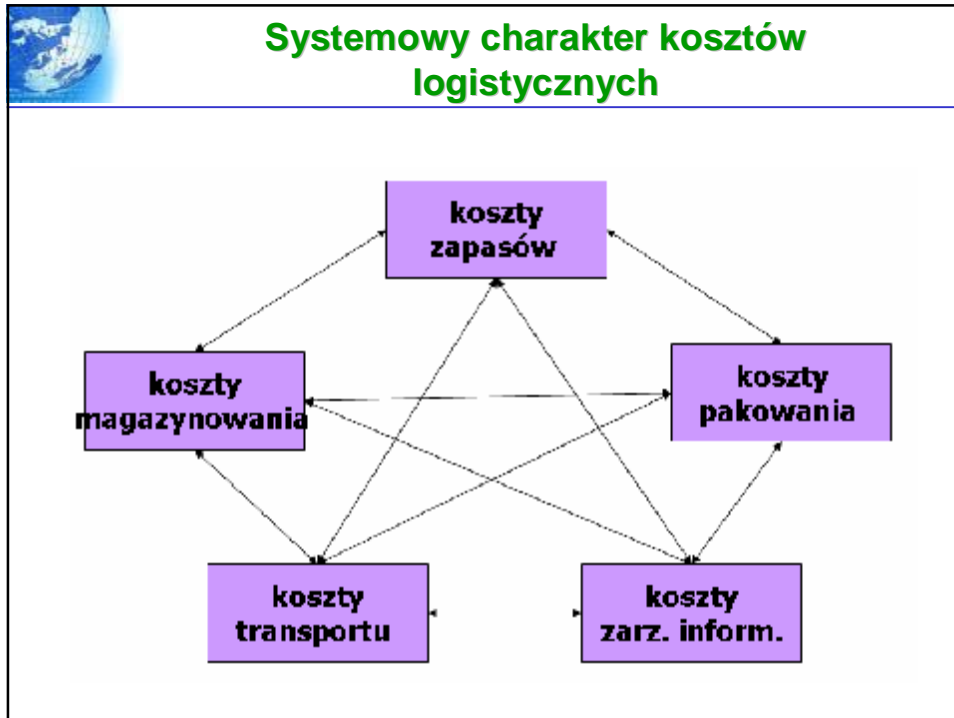 Systemowy charakter kosztów
logistycznych
koszty
zapasów
koszty
magazynowania
koszty
pakowania
koszty
transportu
koszty
zarz. inform.